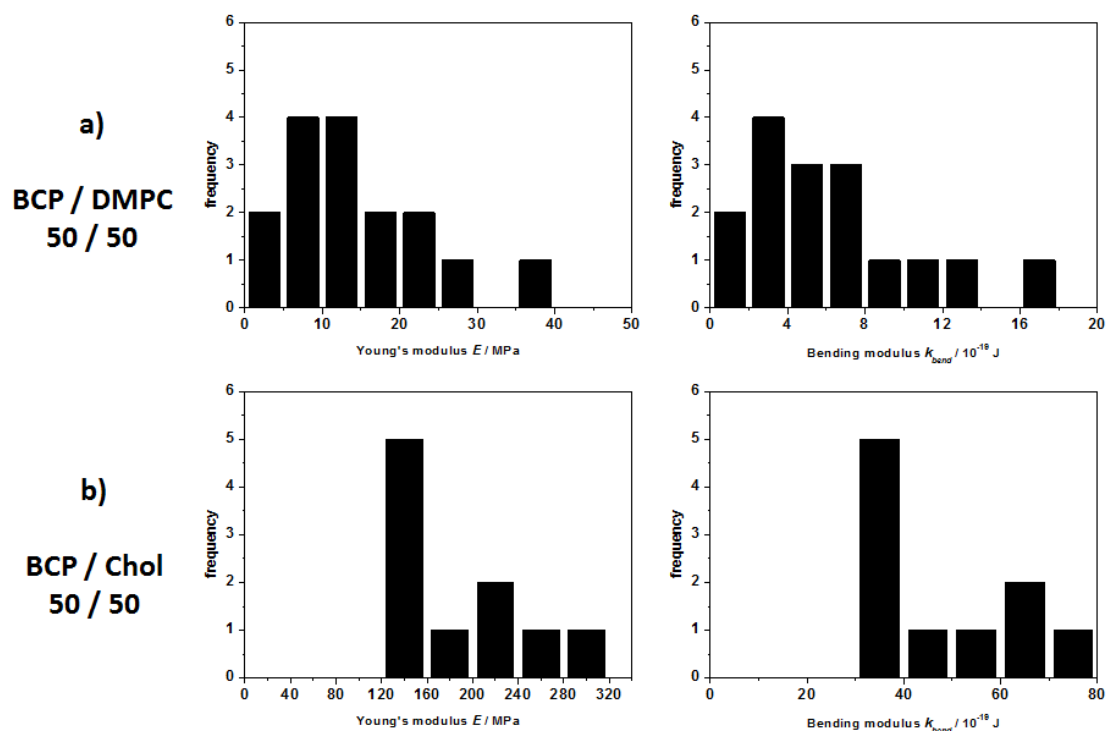 a)
BCP / DMPC
50 / 50
6
5
4
3
2
1
0
frequency
0 10 20 30 40 50
Young's modulus E / MPa
6
5
4
3
2
1
0
frequency
0 4 8 12 16 20
Bending modulus k_bend / 10^-19 J
b)
BCP / Chol
50 / 50
6
5
4
3
2
1
0
frequency
0 40 80 120 160 200 240 280 320
Young's modulus E / MPa
6
5
4
3
2
1
0
frequency
0 20 40 60 80
Bending modulus k_bend / 10^-19 J